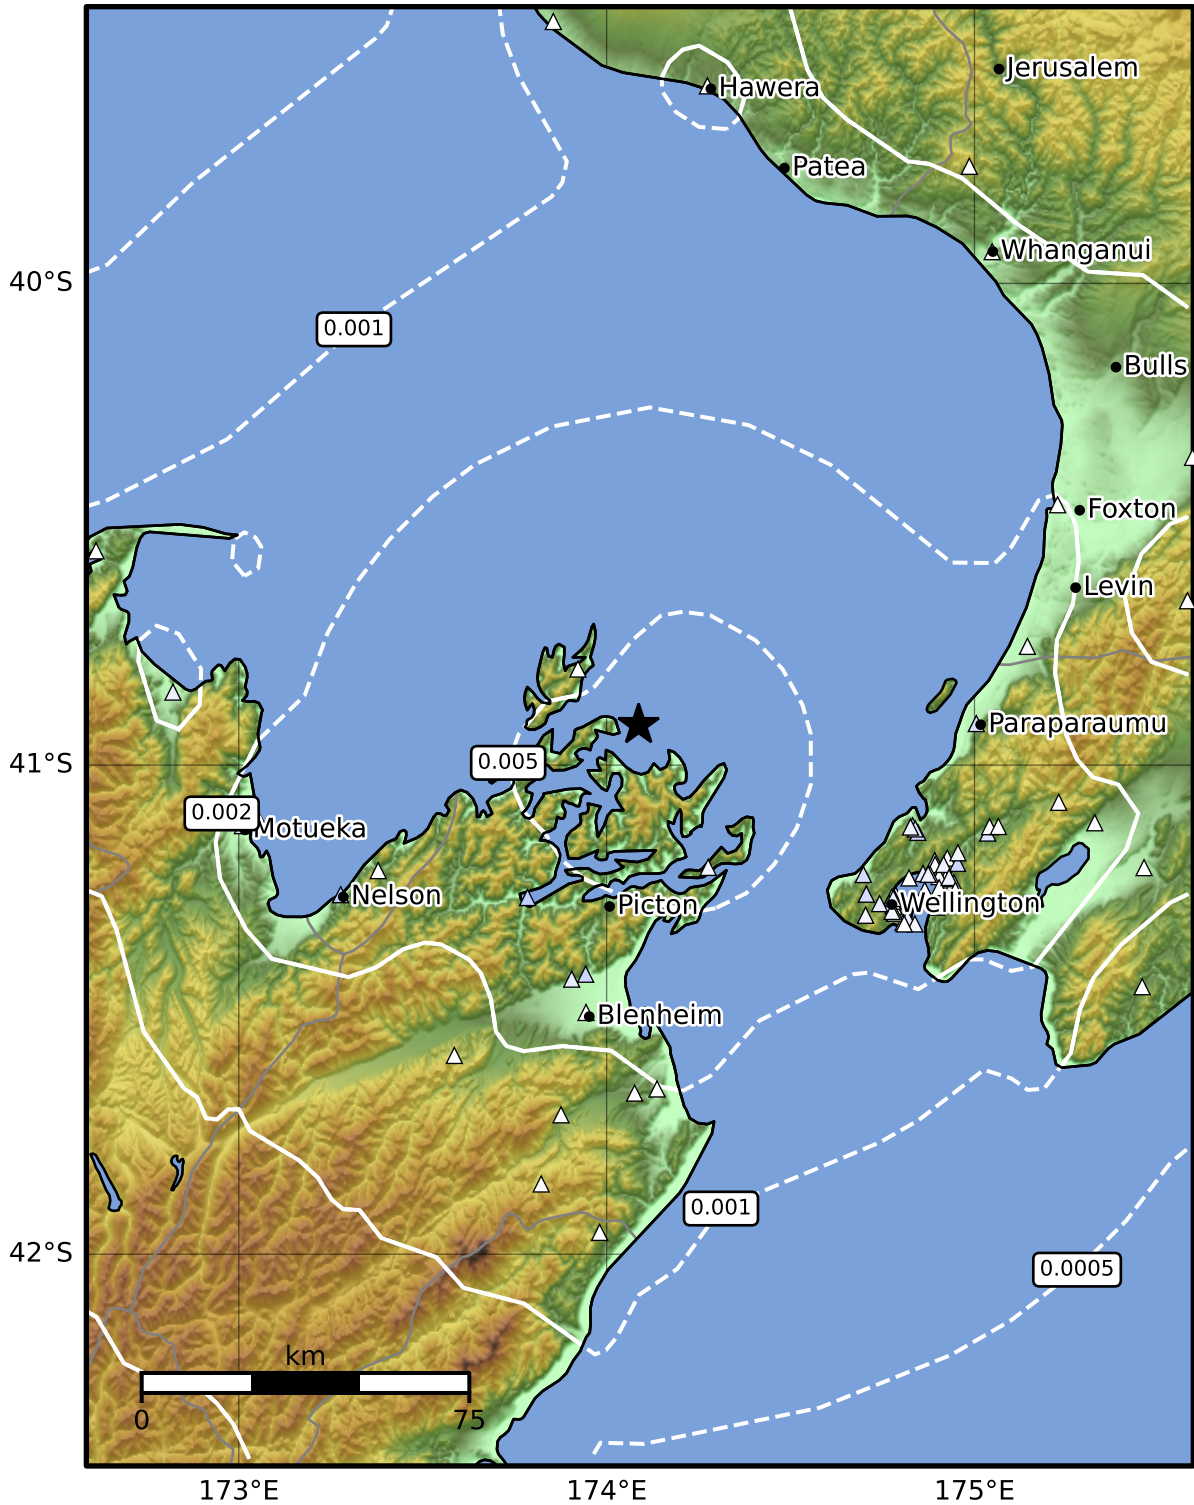 Jerusalem
Hawera
Patea
Whanganui
40°S
0.001
Bulls
Foxton
Levin
Paraparaumu
41°S
0.005
0.002
Motueka
Nelson
Picton
Wellington
Blenheim
0.001
42°S
0.0005
km
0
75
173°E
174°E
175°E